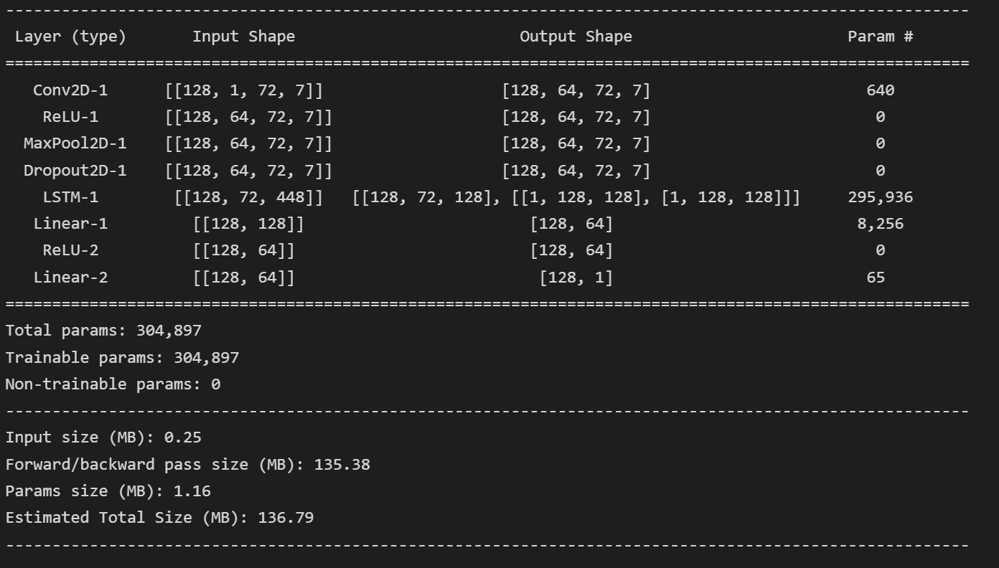 ----------------------------------------------------------------------------------------------------------
Layer (type) Input Shape Output Shape Param #
==========================================================================================================
Conv2D-1 [[128, 1, 72, 7]] [128, 64, 72, 7] 640
ReLU-1 [[128, 64, 72, 7]] [128, 64, 72, 7] 0
MaxPool2D-1 [[128, 64, 72, 7]] [128, 64, 72, 7] 0
Dropout2D-1 [[128, 64, 72, 7]] [128, 64, 72, 7] 0
LSTM-1 [[128, 72, 448]] [[128, 72, 128], [[1, 128, 128], [1, 128, 128]]] 295,936
Linear-1 [[128, 128]] [128, 64] 8,256
ReLU-2 [[128, 64]] [128, 64] 0
Linear-2 [[128, 64]] [128, 1] 65
==========================================================================================================
Total params: 304,897
Trainable params: 304,897
Non-trainable params: 0
----------------------------------------------------------------------------------------------------------
Input size (MB): 0.25
Forward/backward pass size (MB): 135.38
Params size (MB): 1.16
Estimated Total Size (MB): 136.79
----------------------------------------------------------------------------------------------------------